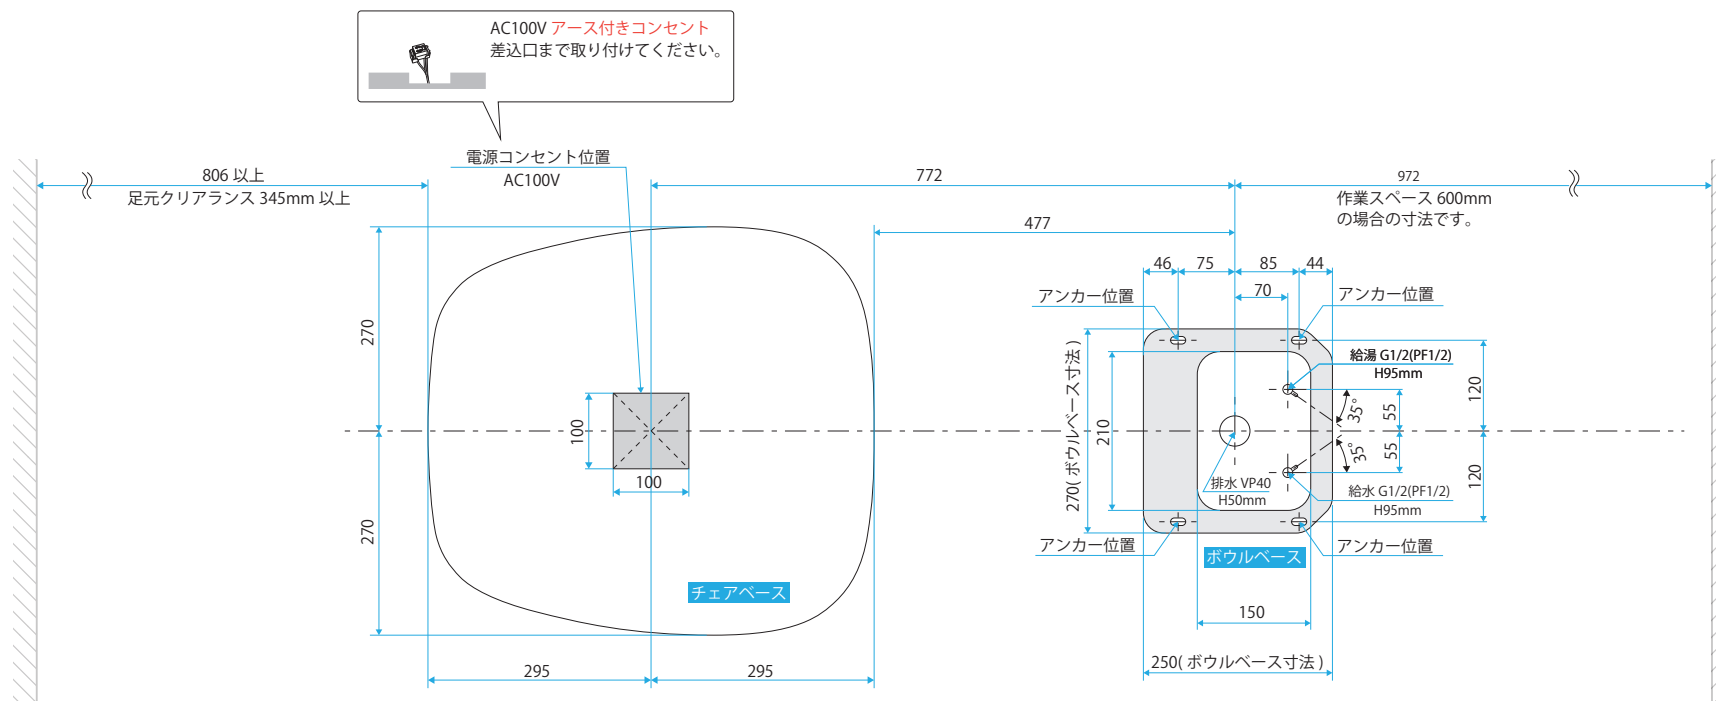 AC100V アース付きコンセント
差込口まで取り付けてください。
電源コンセント位置
AC100V
806 以上
足元クリアランス 345mm 以上
772
972
作業スペース 600mm
の場合の寸法です。
477
46
75
85
44
70
アンカー位置
アンカー位置
270
270
100
100
270( ボウルベース寸法 )
210
給湯 G1/2(PF1/2)
H95mm
35°
35°
55
55
120
120
排水 VP40
H50mm
給水 G1/2(PF1/2)
H95mm
アンカー位置
アンカー位置
ボウルベース
チェアベース
150
250( ボウルベース寸法 )
295
295